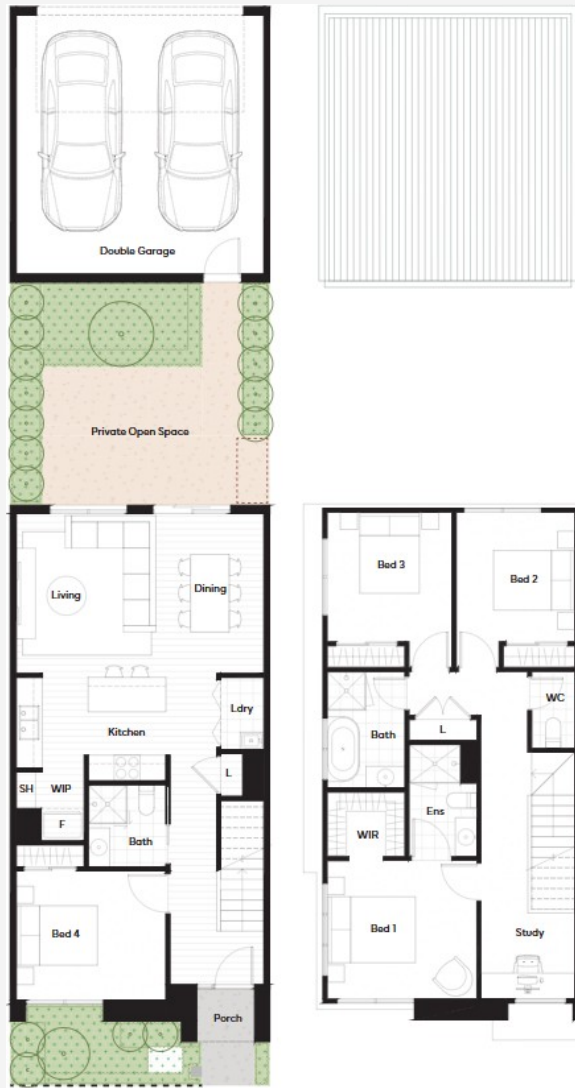 Double Garage
Private Open Space
Living
Dining
Kitchen
Ldry
L
SH
WIP
F
Bath
Bed 4
Porch
Bed 3
Bed 2
WC
L
Bath
Ens
WIR
Bed 1
Study